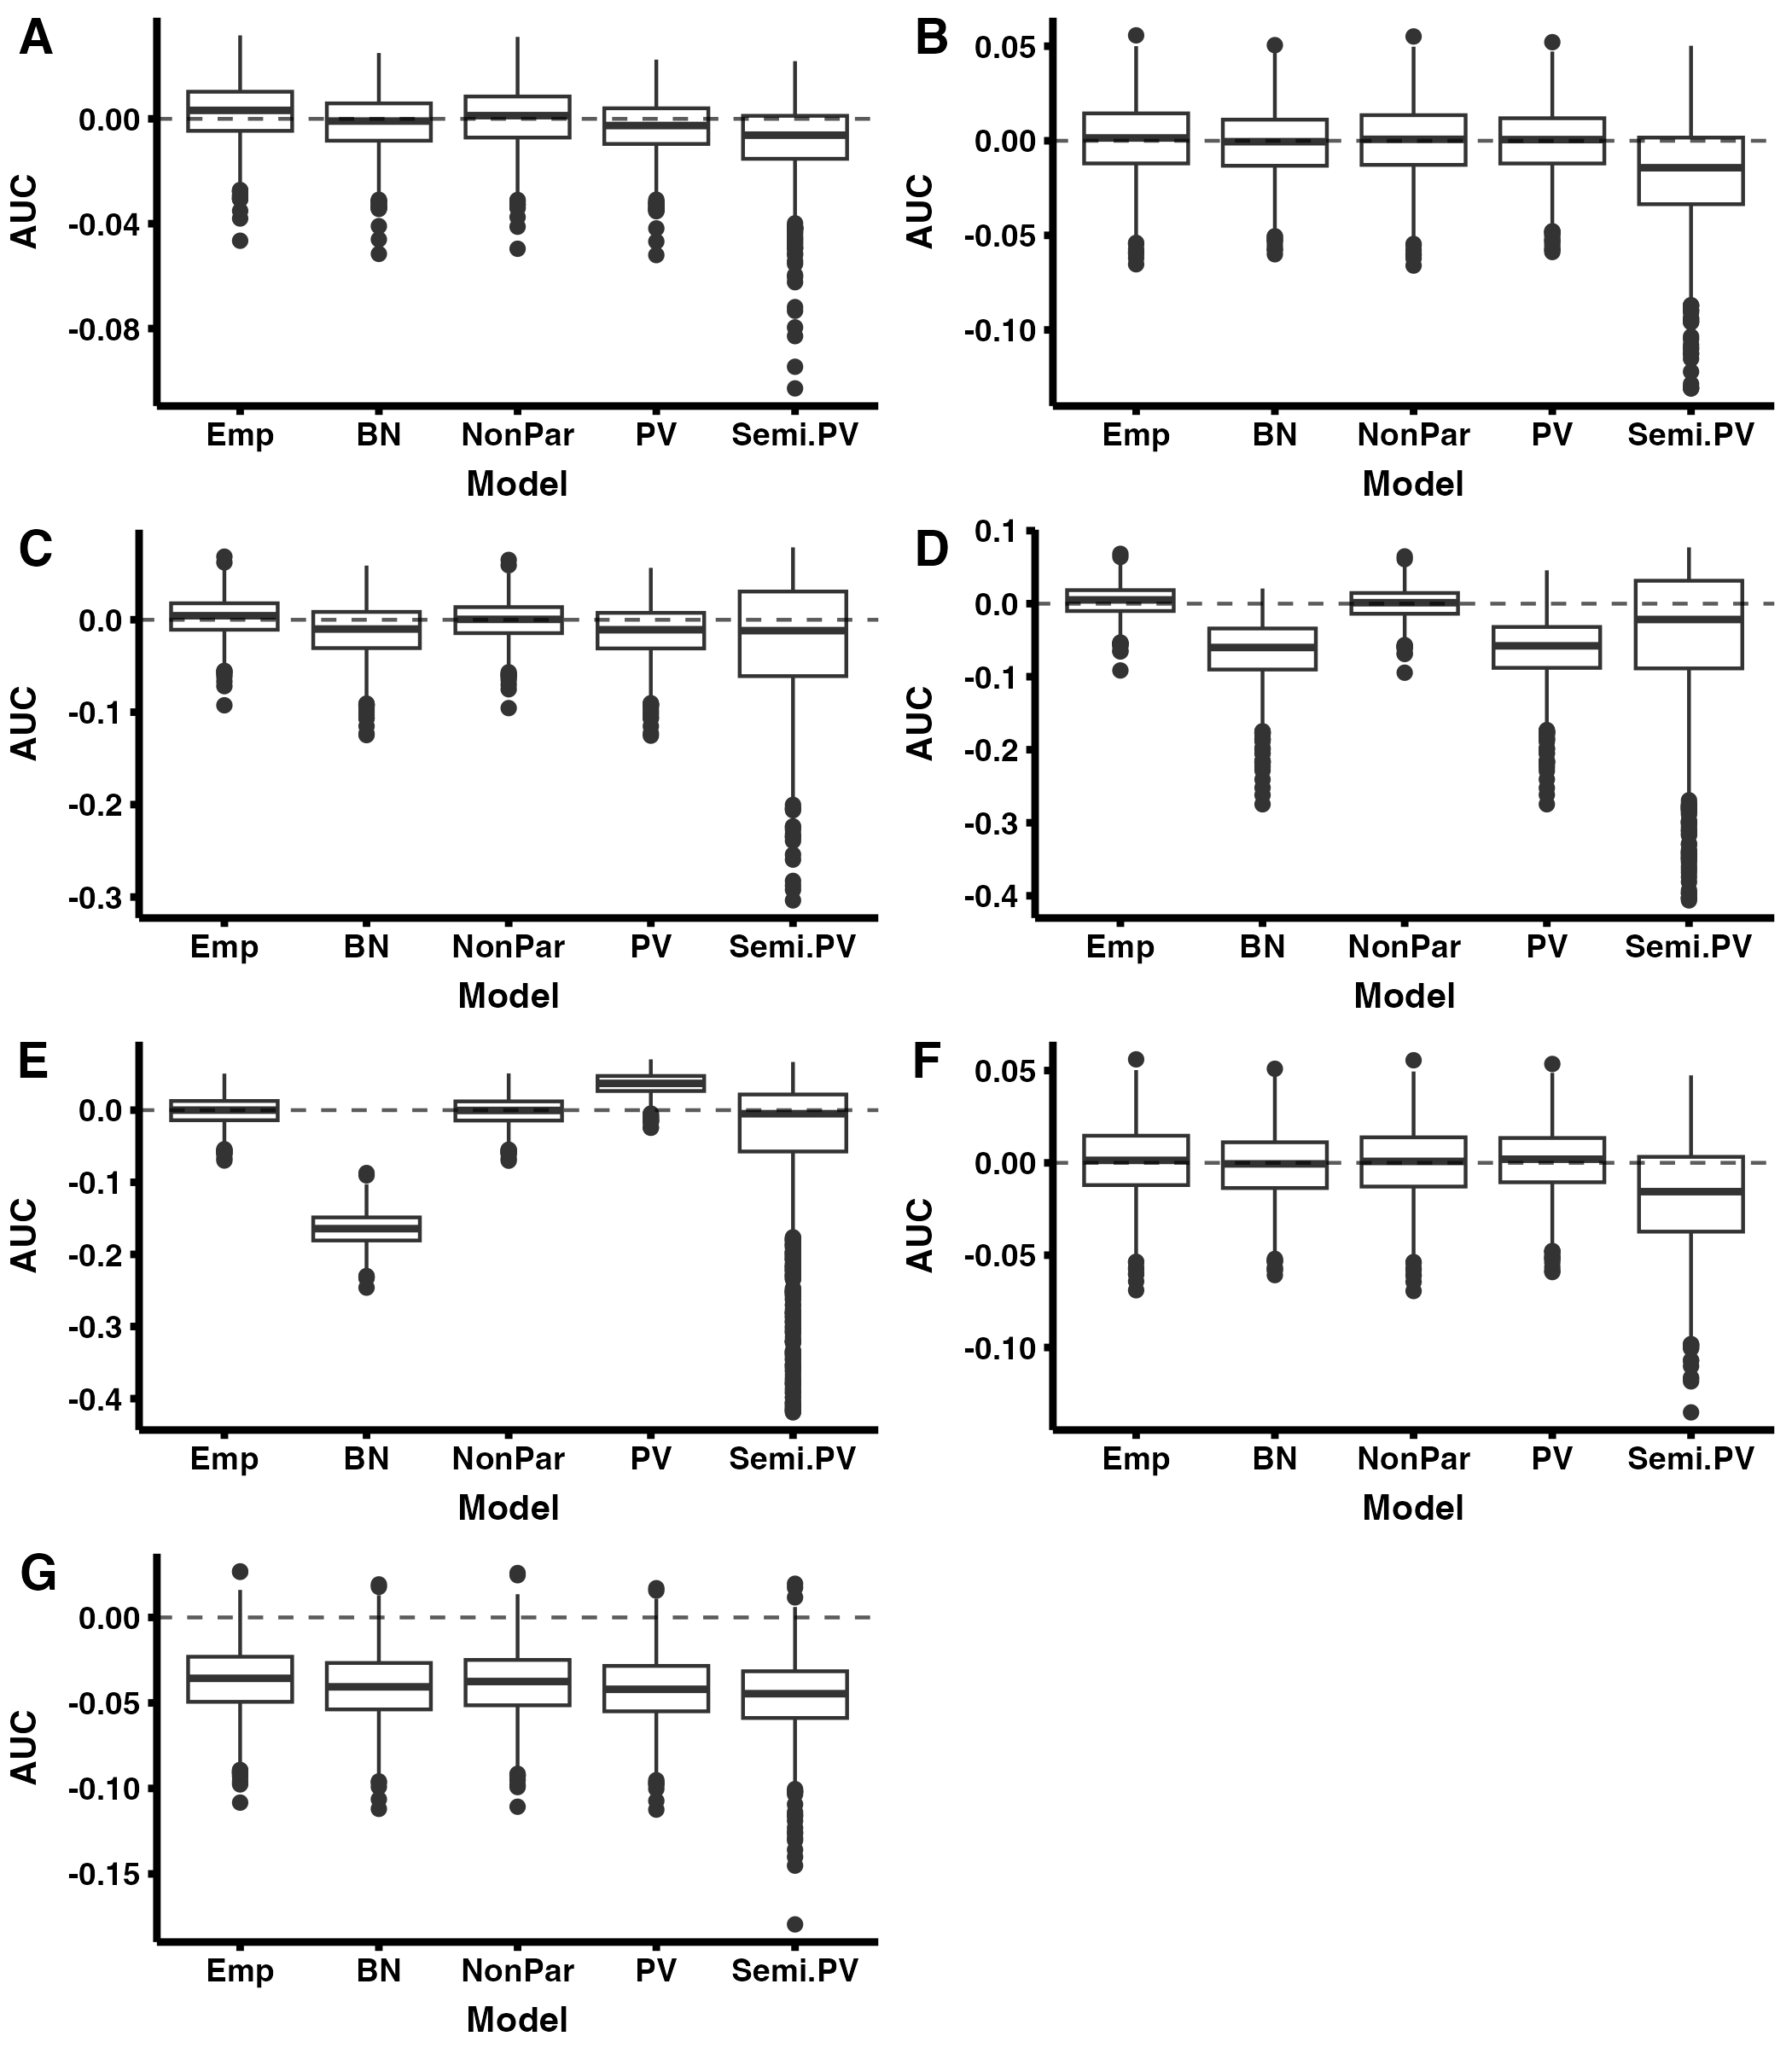 A
AUC
0.00
-0.04
-0.08
Emp BN NonPar PV Semi.PV
Model
B
AUC
0.05
0.00
-0.05
-0.10
Emp BN NonPar PV Semi.PV
Model
C
AUC
0.0
-0.1
-0.2
-0.3
Emp BN NonPar PV Semi.PV
Model
D
AUC
0.1
0.0
-0.1
-0.2
-0.3
-0.4
Emp BN NonPar PV Semi.PV
Model
E
AUC
0.0
-0.1
-0.2
-0.3
-0.4
Emp BN NonPar PV Semi.PV
Model
F
AUC
0.05
0.00
-0.05
-0.10
Emp BN NonPar PV Semi.PV
Model
G
AUC
0.00
-0.05
-0.10
-0.15
Emp BN NonPar PV Semi.PV
Model